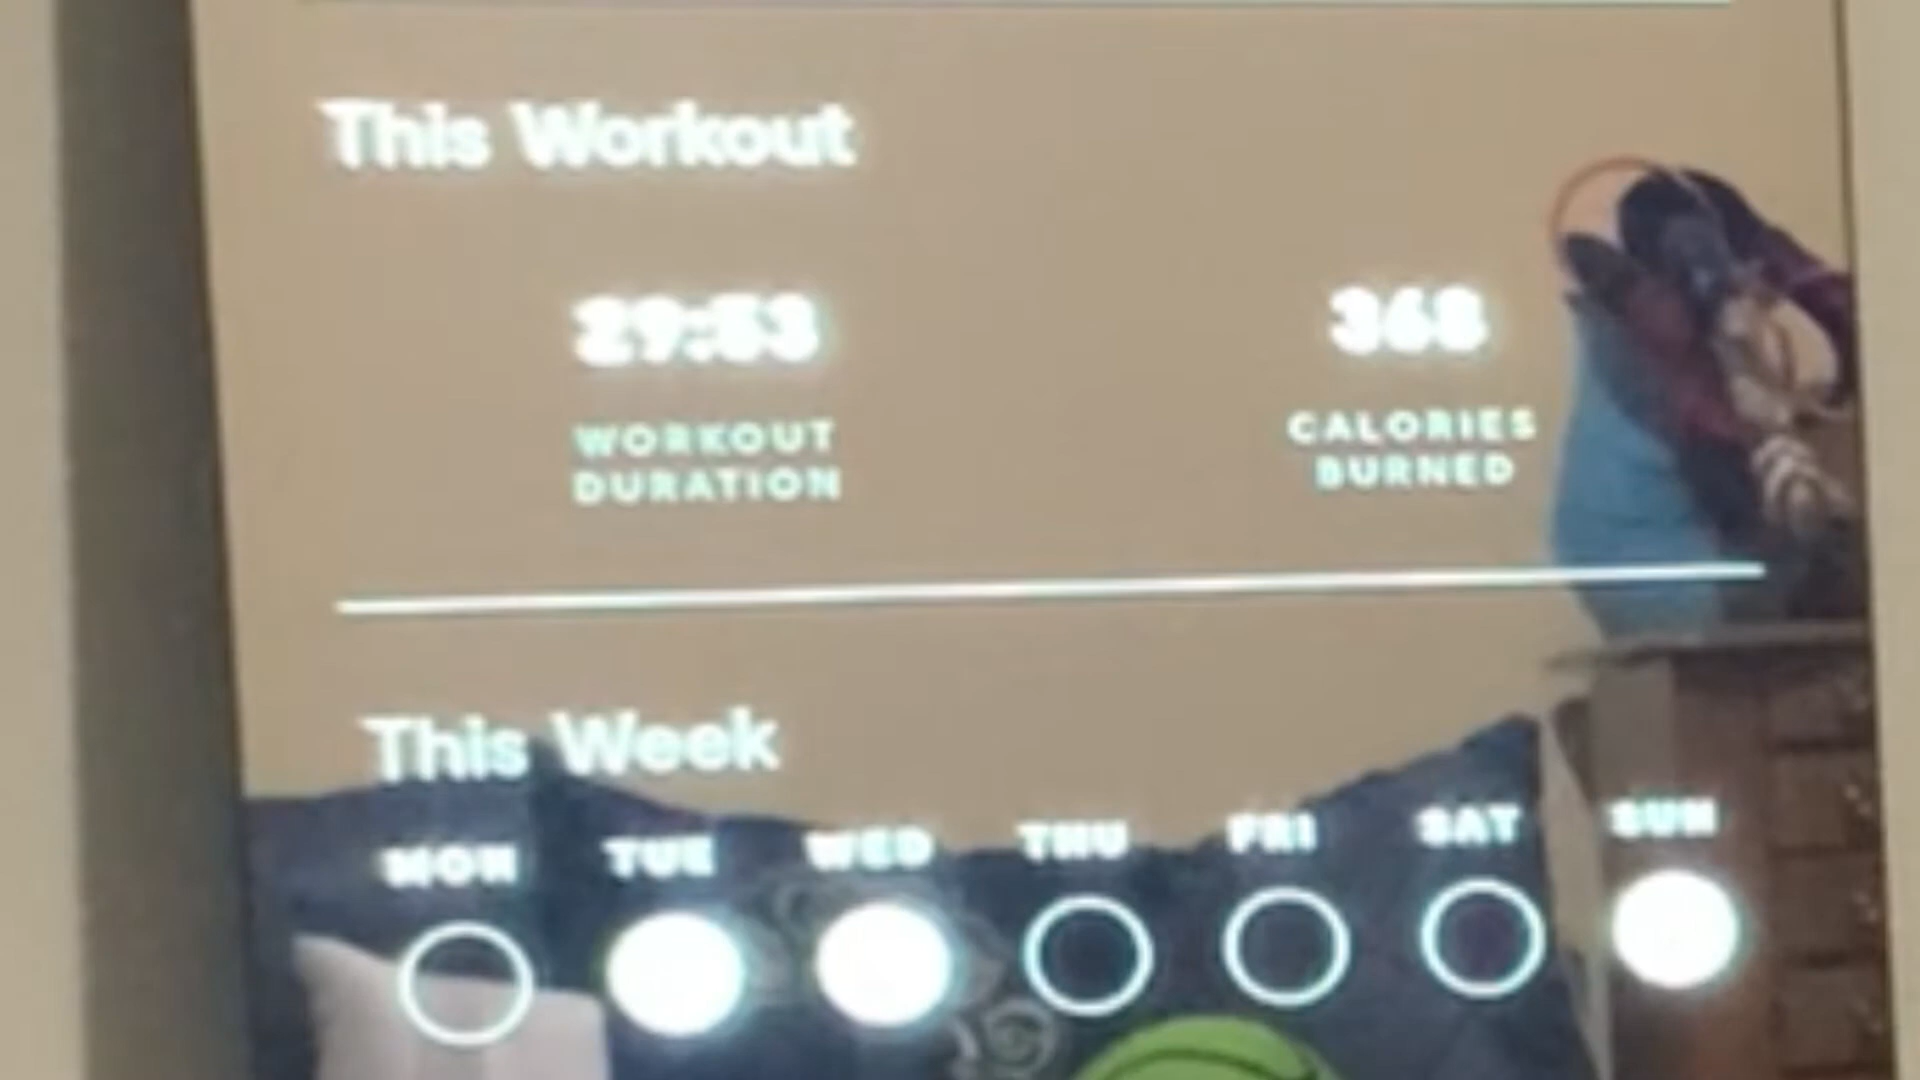 This Workout
29:53 368
WORKOUT CALORIES
DURATION BURNED
This Week
MON TUE WED THU FRI SAT SUN